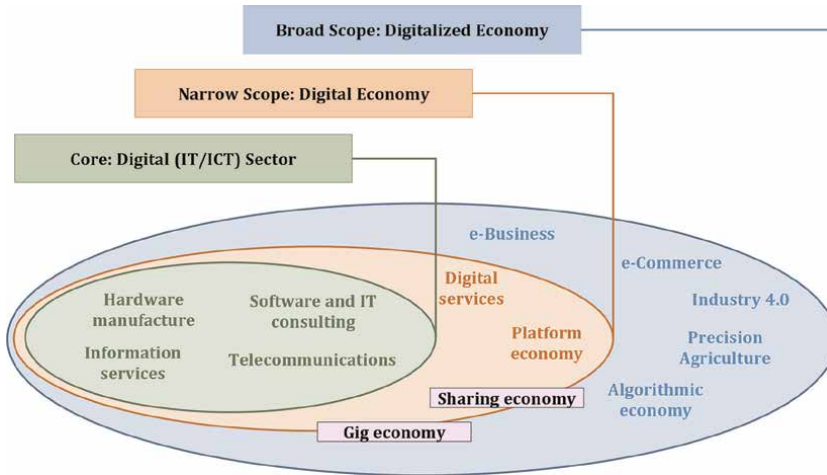 Broad Scope: Digitalized Economy
Narrow Scope: Digital Economy
Core: Digital (IT/ICT) Sector
e-Business
e-Commerce
Digital
services
Hardware
manufacture
Software and IT
consulting
Industry 4.0
Information
services
Telecommunications
Platform
economy
Precision
Agriculture
Sharing economy
Algorithmic
economy
Gig economy